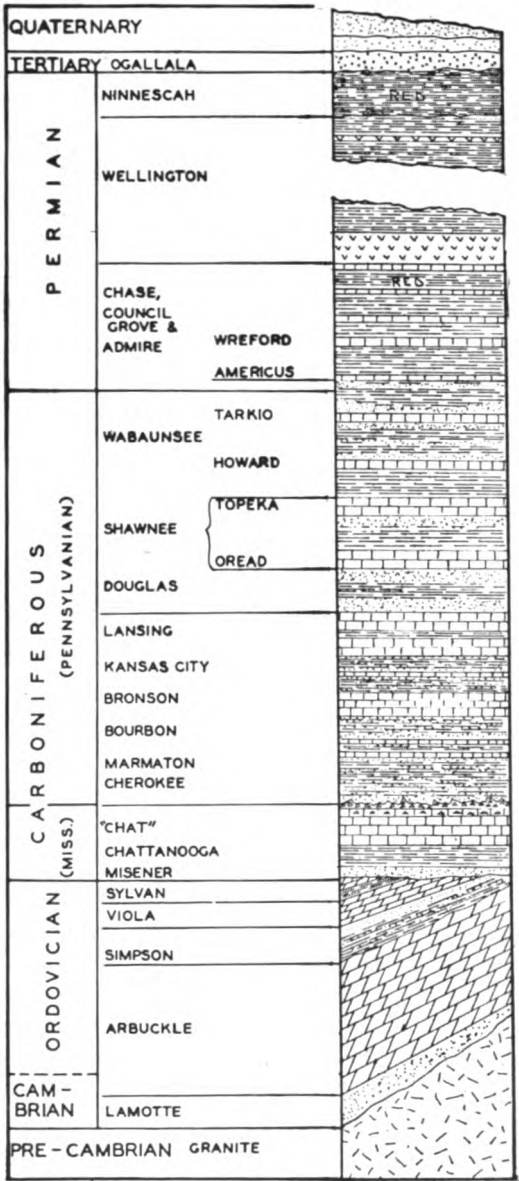 QUATERNARY
TERTIARY OGALLALA
PERMIAN
NINNESCAH
RED
WELLINGTON
RED
CHASE,
COUNCIL
GROVE &
ADMIRE
WREFORD
AMERICUS
CARBONIFEROUS
(PENNSYLVANIAN)
TARKIO
WABAUNSEE
HOWARD
TOPEKA
SHAWNEE
OREAD
DOUGLAS
LANSING
KANSAS CITY
BRONSON
BOURBON
MARMATON
CHEROKEE
(MISS.)
"CHAT"
CHATTANOOGA
MISENER
ORDOVICIAN
SYLVAN
VIOLA
SIMPSON
ARBUCKLE
CAM-
BRIAN
LAMOTTE
PRE-CAMBRIAN GRANITE